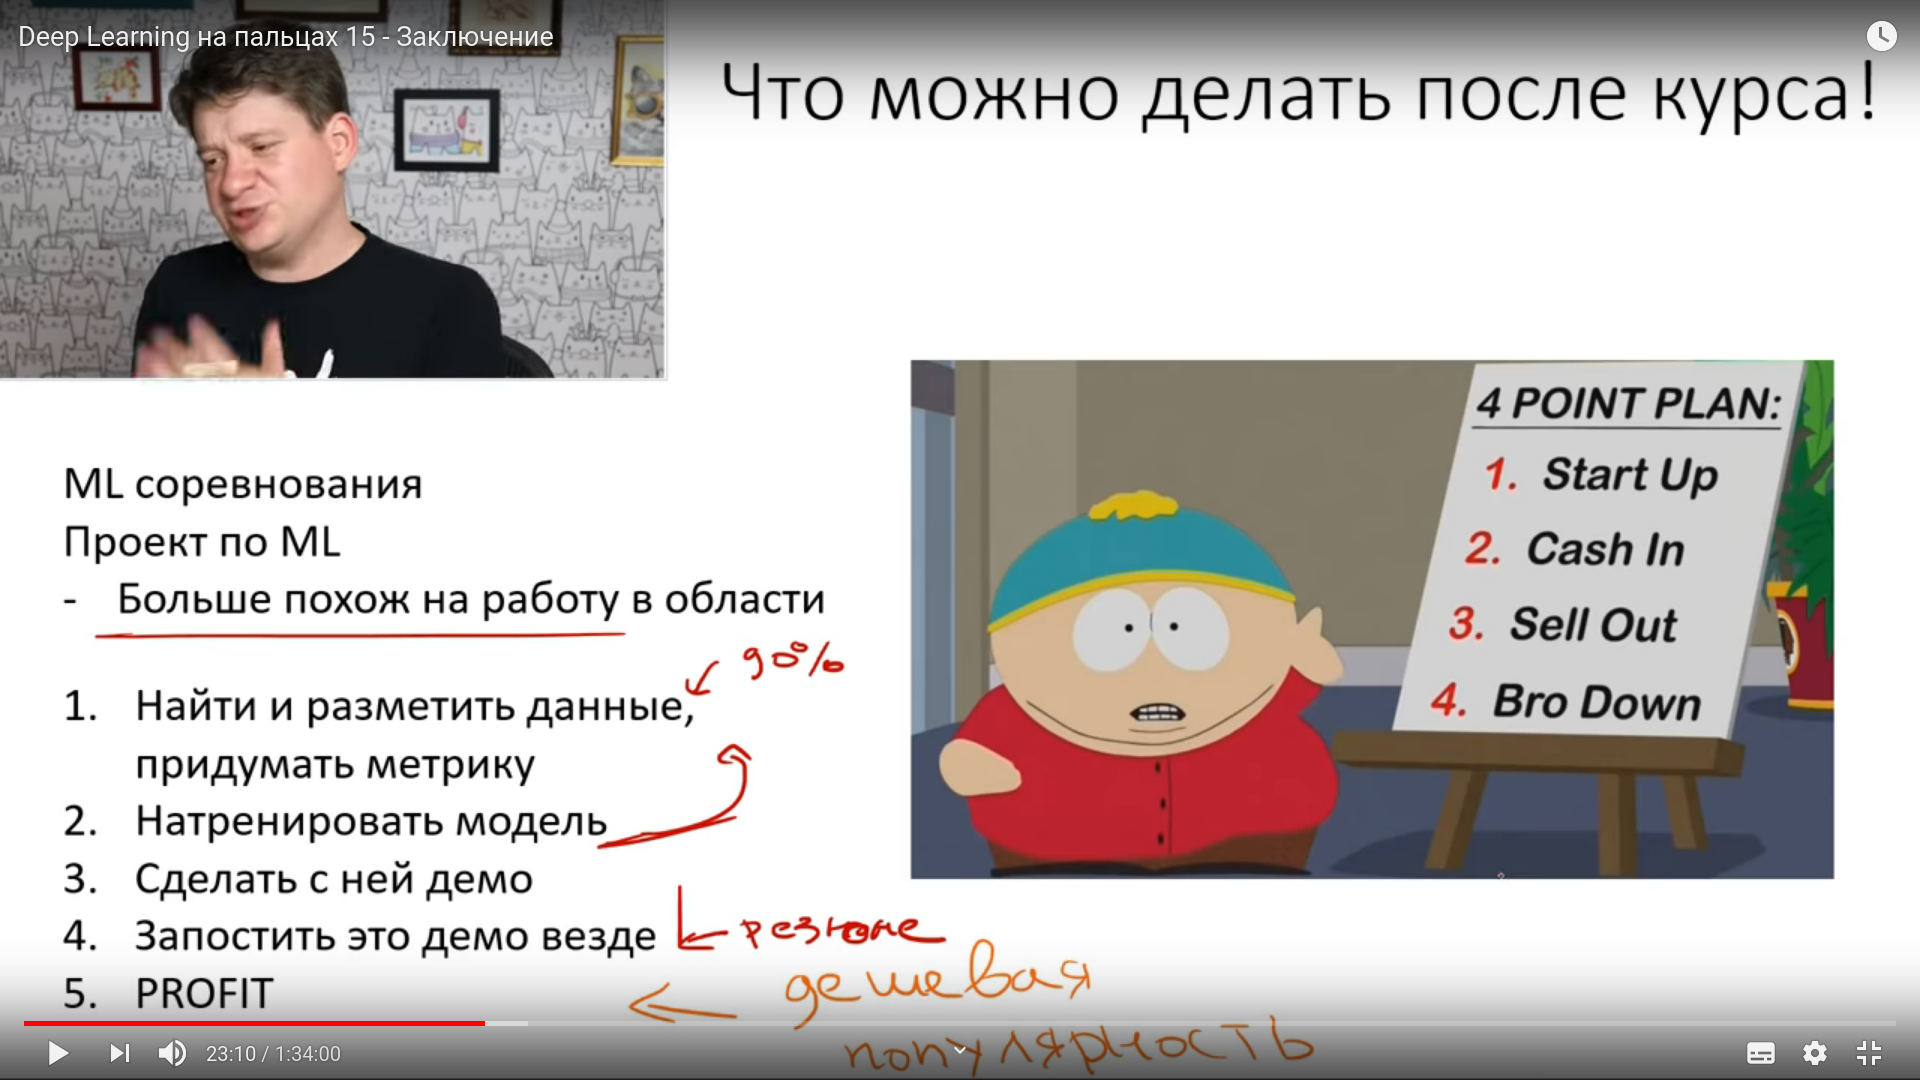 Deep Learning на пальцах 15 - Заключение
Что можно делать после курса!
ML соревнования
Проект по ML
- Больше похож на работу в области
90%
1. Найти и разметить данные,
придумать метрику
2. Натренировать модель
3. Сделать с ней демо
4. Запостить это демо везде
резюме
5. PROFIT
дешевая
популярность
4 POINT PLAN:
1. Start Up
2. Cash In
3. Sell Out
4. Bro Down
23:10 / 1:34:00